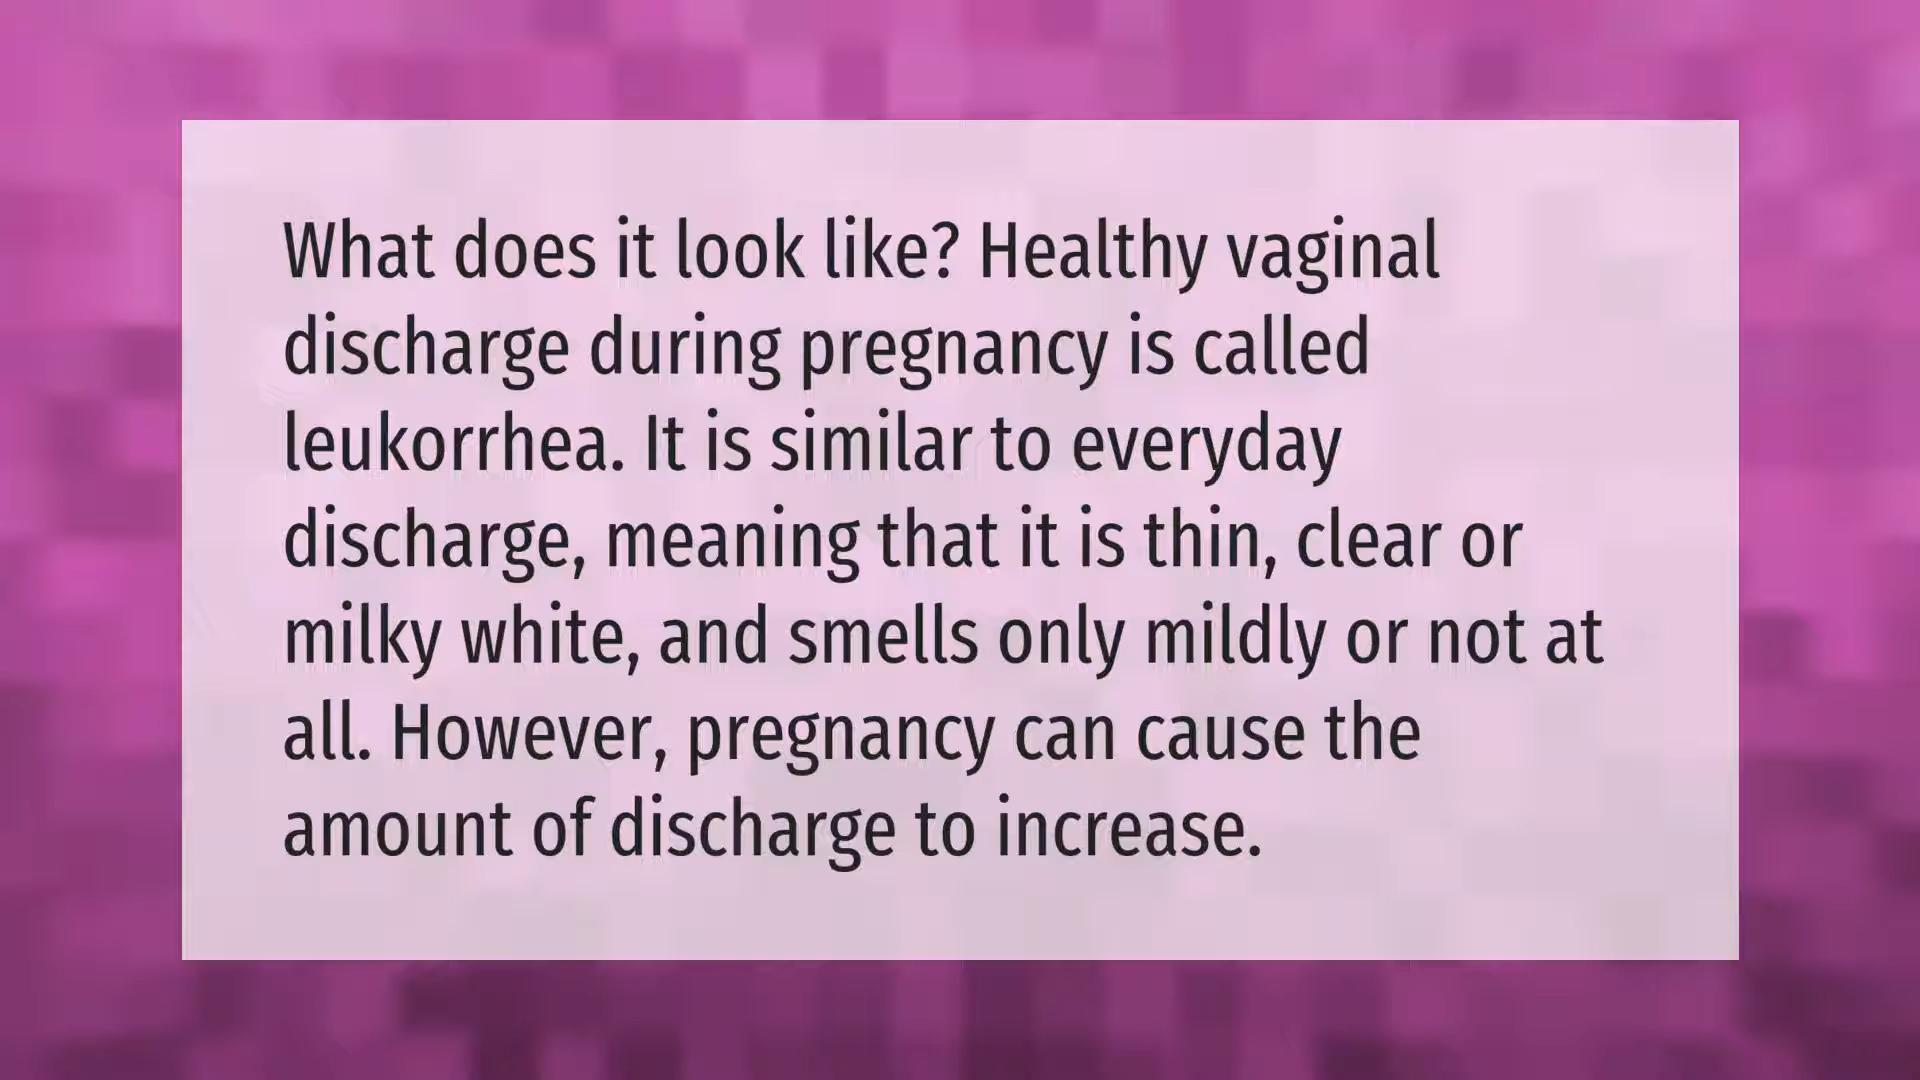 What does it look like? Healthy vaginal
discharge during pregnancy is called
leukorrhea. It is similar to everyday
discharge, meaning that it is thin, clear or
milky white, and smells only mildly or not at
all. However, pregnancy can cause the
amount of discharge to increase.